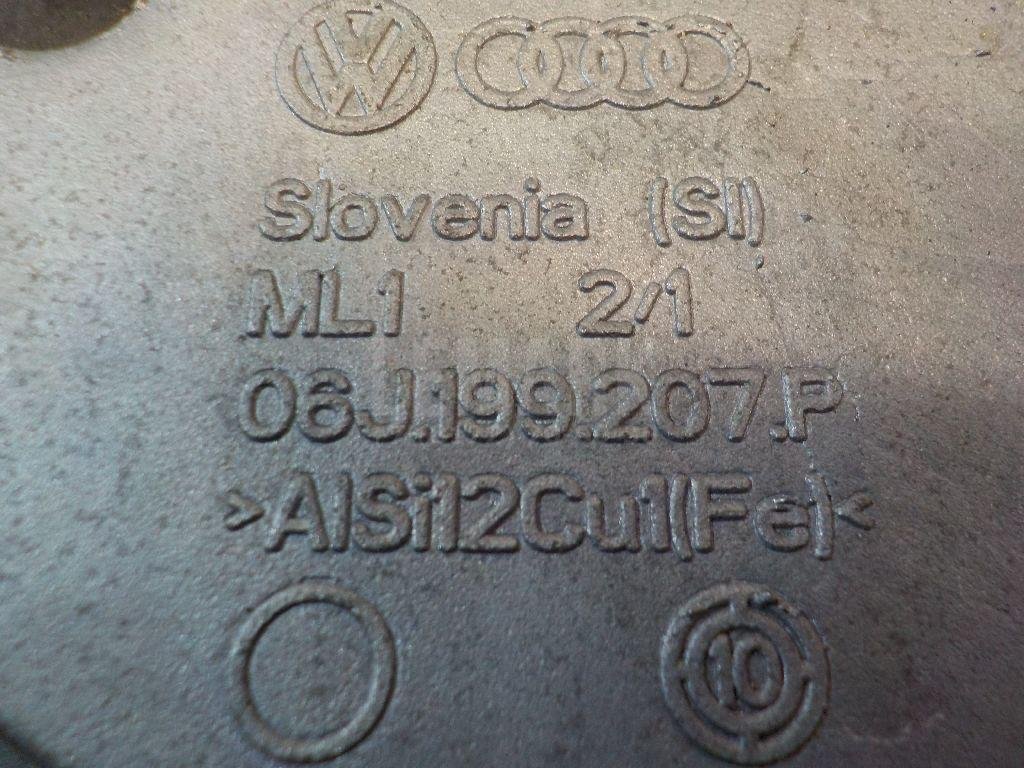 Slovenia (SI)
ML1 2/1
06J.199.207.P
>AlSi12Cu1(Fe)<
10